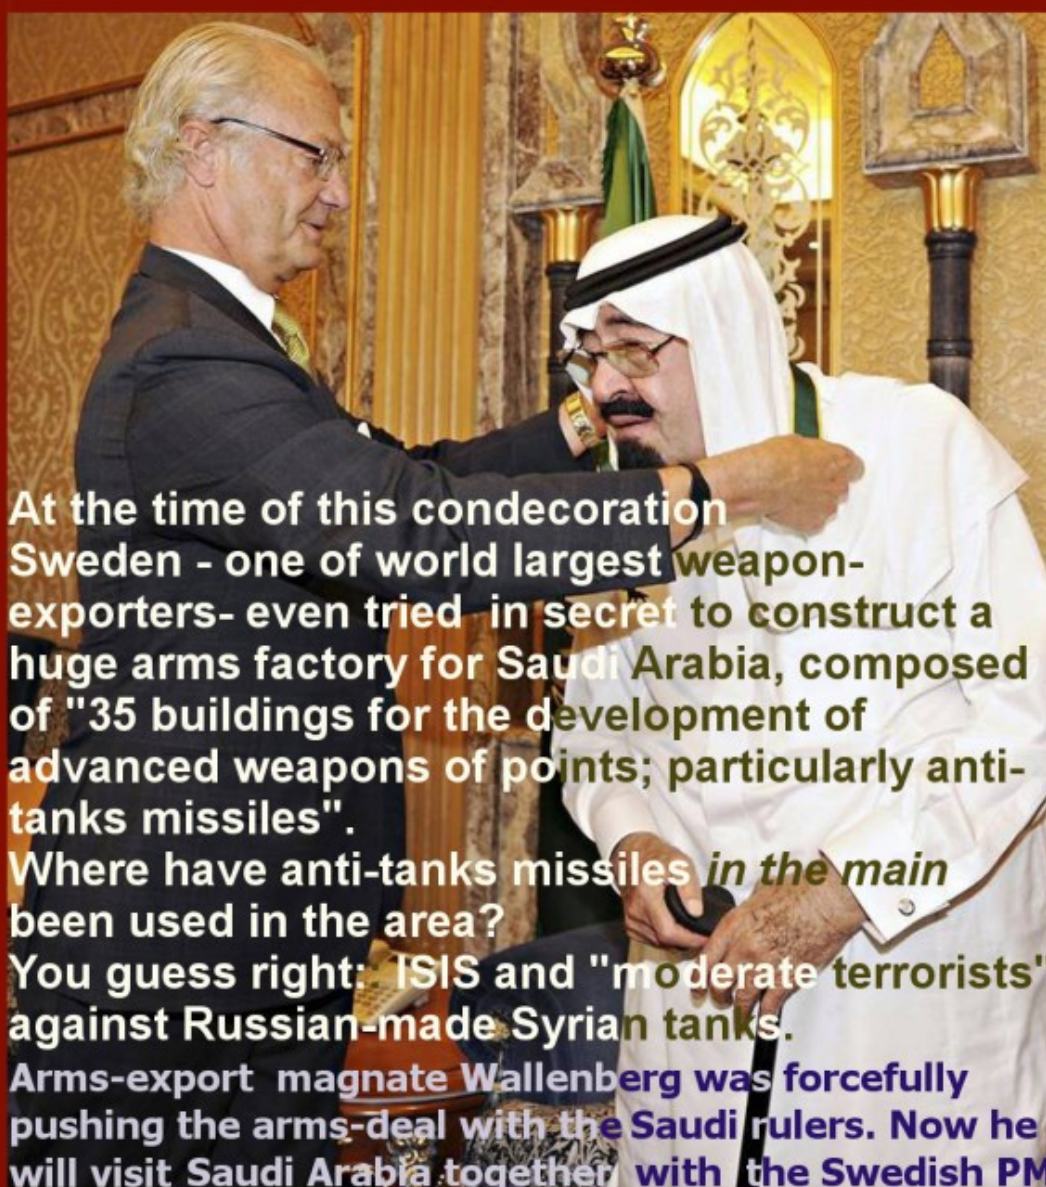 At the time of this condecoration
Sweden - one of world largest weapon-
exporters- even tried in secret to construct a
huge arms factory for Saudi Arabia, composed
of "35 buildings for the development of
advanced weapons of points; particularly anti-
tanks missiles".
Where have anti-tanks missiles in the main
been used in the area?
You guess right:. ISIS and "moderate terrorists"
against Russian-made Syrian tanks.
Arms-export magnate Wallenberg was forcefully
pushing the arms-deal with the Saudi rulers. Now he
will visit Saudi Arabia together with the Swedish PM